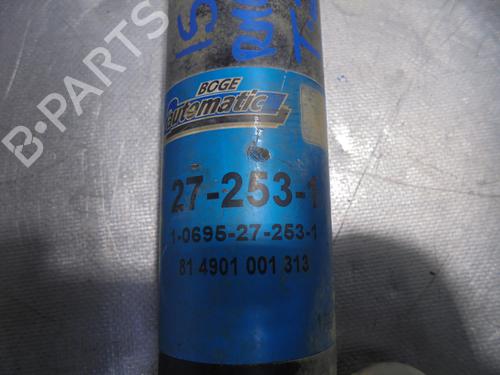 B-PARTS
BOGE
automatic
27-253-1
1-0695-27-253-1
81 4901 001 313